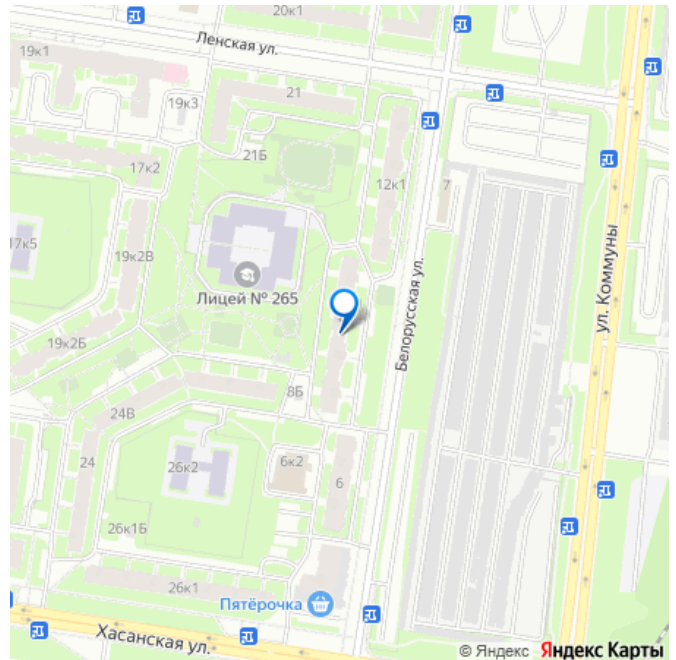 20к1
Ленская ул.
19к1
19к3
21
21Б
17к2
12к1
7
17к5
19к2В
Лицей № 265
ул. Коммуны
Белорусская ул.
19к2Б
8Б
24В
24
26к2
6к2
6
26к1Б
26к1
Пятёрочка
Хасанская ул.
© Яндекс Яндекс Карты